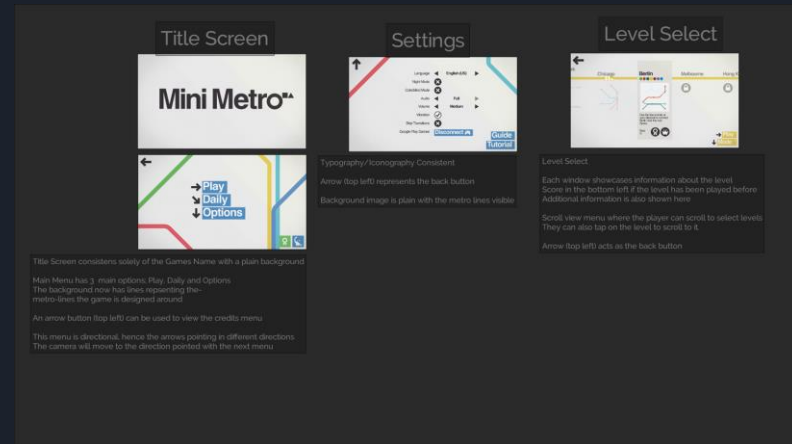 Title Screen
Mini Metro
Play
Daily
Options
Title Screen consistens solely of the Games Name with a plain background
Main Menu has 3 main options; Play, Daily and Options
The background now has lines repsenting the-
metro-lines the game is designed around
An arrow button (top left) can be used to view the credits menu
This menu is directional, hence the arrows pointing in different directions
The camera will move to the direction pointed with the next menu
Settings
Language English (US)
Night Mode
Colorblind Mode
Audio Full
Volume Medium
Vibration
Skip Transitions
Google Play Games Disconnect
Guide
Tutorial
Typography/Iconography Consistent
Arrow (top left) represents the back button
Background image is plain with the metro lines visible
Level Select
Chicago Berlin Melbourne Hong K
Play
Level Select
Each window showcases information about the level
Score in the bottom left if the level has been played before
Additional information is also shown here
Scroll view menu where the player can scroll to select levels
They can also tap on the level to scroll to it
Arrow (top left) acts as the back button